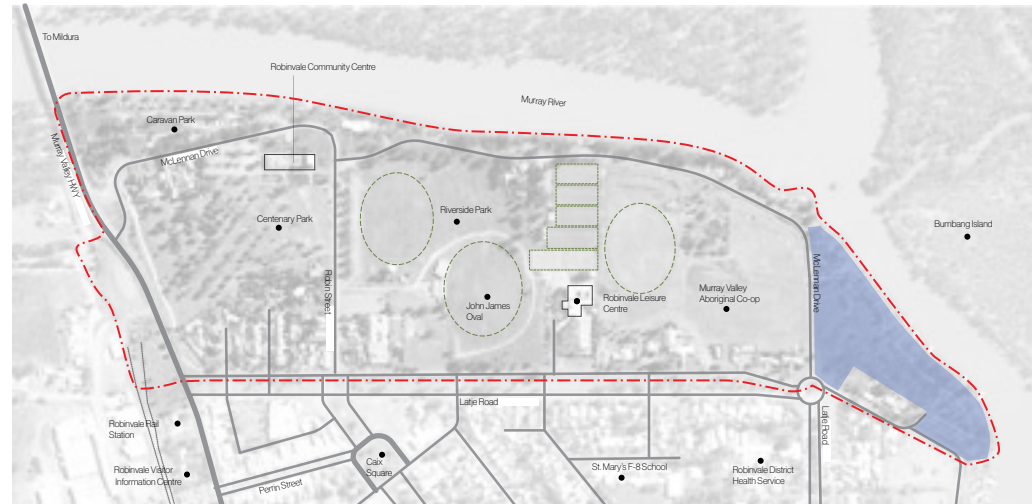 To Mildura
Robinvale Community Centre
Murray River
Caravan Park
McLennan Drive
Murray Valley HWY
Centenary Park
Riverside Park
Bumbang Island
Robin Street
McLennan Drive
John James
Oval
Robinvale Leisure
Centre
Murray Valley
Aboriginal Co-op
Latje Road
Latje Road
Robinvale Rail
Station
Robinvale Visitor
Information Centre
Perrin Street
Caix
Square
St. Mary's F-8 School
Robinvale District
Health Service